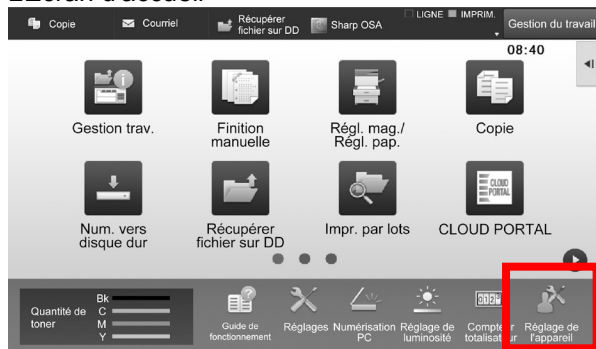 Copie
Courriel
Récupérer
fichier sur DD
Sharp OSA
LIGNE
IMPRIM.
Gestion du travail
08:40
Gestion trav.
Finition
manuelle
Régl. mag./
Régl. pap.
Copie
Num. vers
disque dur
Récupérer
fichier sur DD
Impr. par lots
CLOUD
PORTAL
CLOUD PORTAL
Quantité de
toner
Bk
C
M
Y
Guide de
fonctionnement
Réglages
Numérisation
PC
Réglage de
luminosité
Compteur
totalisateur
Réglage de
l'appareil